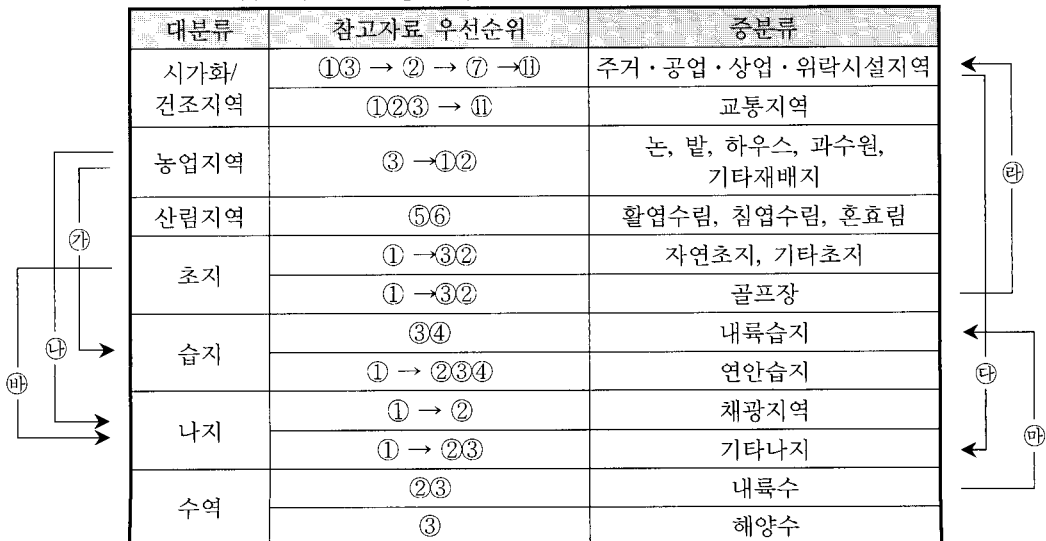 대분류 참고자료 우선순위 중분류
시가화/
건조지역
①③ → ② → ⑦ →⑪ 주거・공업・상업・위락시설지역
①②③ → ⑪ 교통지역
농업지역 ③ →①② 논, 밭, 하우스, 과수원,
기타재배지
산림지역 ⑤⑥ 활엽수림, 침엽수림, 혼효림
초지
① →③② 자연초지, 기타초지
① →③② 골프장
습지
③④ 내륙습지
① → ②③④ 연안습지
나지
① → ② 채광지역
① → ②③ 기타나지
수역
②③ 내륙수
③ 해양수
㉮
㉯
㉳
㉱
㉰
㉲